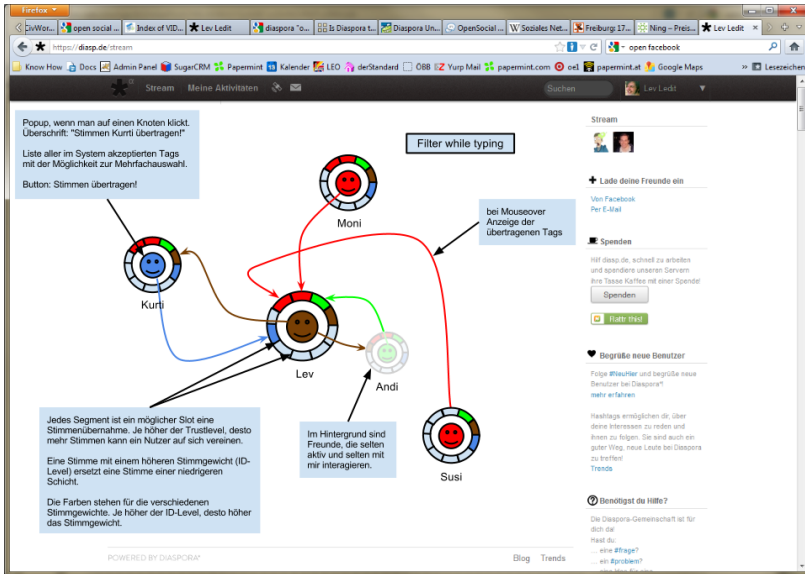 Firefox
CivWor...
open social ...
Index of VID...
Lev Ledit
diaspora "o...
Is Diaspora t...
Diaspora Un...
OpenSocial ...
Soziales Net...
Freiburg: 17...
Ning – Preis...
Lev Ledit
https://diasp.de/stream
open facebook
Know How
Docs
Admin Panel
SugarCRM
Papermint
Kalender
LEO
derStandard
ÖBB
Yurp Mail
papermint.com
oe1
papermint.at
Google Maps
»
Lesezeichen
Stream
Meine Aktivitäten
Suchen
Lev Ledit
Popup, wenn man auf einen Knoten klickt.
Überschrift: "Stimmen Kurti übertragen!"
Liste aller im System akzeptierten Tags
mit der Möglichkeit zur Mehrfachauswahl.
Button: Stimmen übertragen!
Filter while typing
Moni
bei Mouseover
Anzeige der
übertragenen Tags
Kurti
Lev
Andi
Susi
Jedes Segment ist ein möglicher Slot eine
Stimmenübernahme. Je höher der Trustlevel, desto
mehr Stimmen kann ein Nutzer auf sich vereinen.
Eine Stimme mit einem höheren Stimmgewicht (ID-
Level) ersetzt eine Stimme einer niedrigeren
Schicht.
Die Farben stehen für die verschiedenen
Stimmgewichte. Je höher der ID-Level, desto höher
das Stimmgewicht.
Im Hintergrund sind
Freunde, die selten
aktiv und selten mit
mir interagieren.
Stream
Lade deine Freunde ein
Von Facebook
Per E-Mail
Spenden
Hilf diasp.de, schnell zu arbeiten
und spendiere unseren Servern
ihre Tasse Kaffee mit einer Spende!
Spenden
Flattr this!
Begrüße neue Benutzer
Folge #NeuHier und begrüße neue
Benutzer bei Diaspora*!
mehr erfahren
Hashtags ermöglichen dir, über
deine Interessen zu reden und
ihnen zu folgen. Sie sind auch ein
guter Weg, neue Leute bei Diaspora
zu treffen!
Trends
Benötigst du Hilfe?
Die Diaspora-Gemeinschaft ist für
dich da!
Hast du:
... eine #frage?
... ein #problem?
POWERED BY DIASPORA*
Blog
Trends